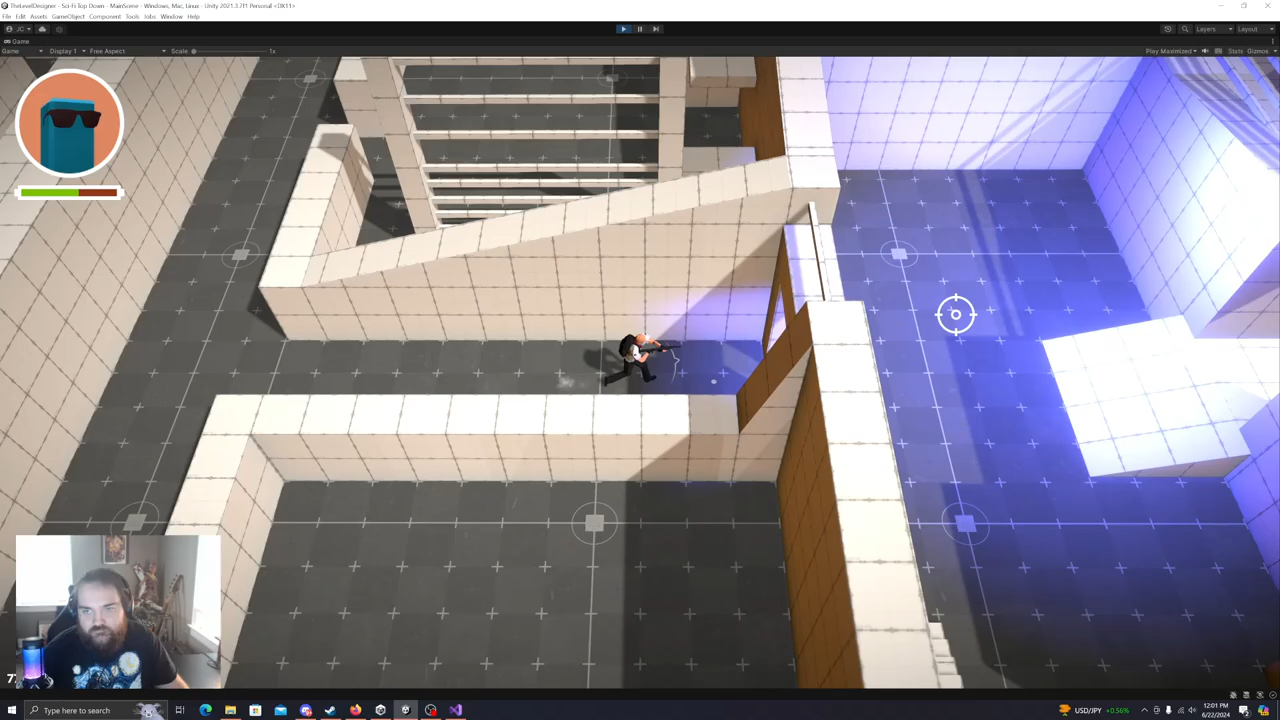 TheLevelDesigner - Sci-Fi Top Down - MainScene - Windows, Mac, Linux - Unity 2021.3.7f1 Personal <DX11>
File Edit Assets GameObject Component Tools Jobs Window Help
JC Layers Layout
Game
Game Display 1 Free Aspect Scale 1x Play Maximized Stats Gizmos
Type here to search
USD/JPY +0.56%
12:01 PM
6/22/2024